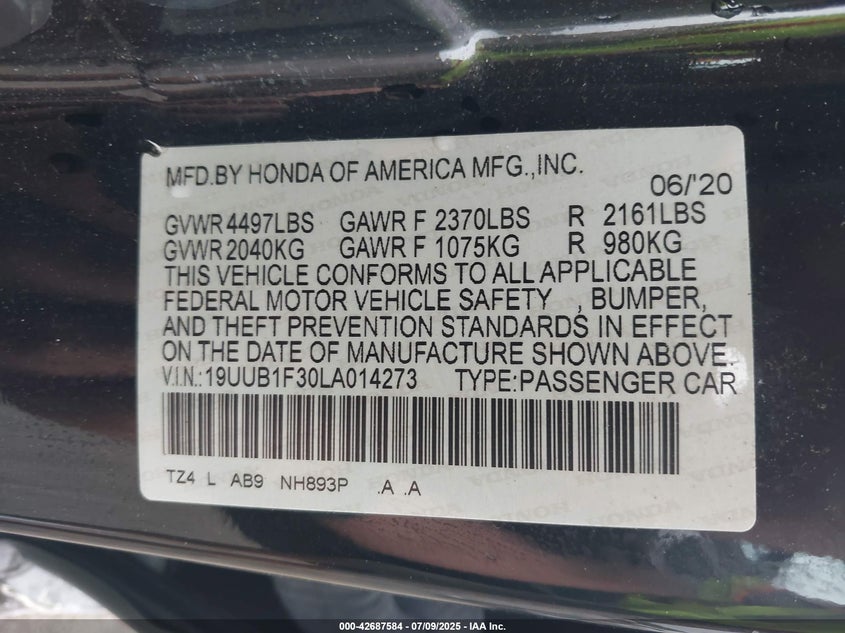 MFD.BY HONDA OF AMERICA MFG.,INC.
06/'20
GVWR 4497LBS GAWR F 2370LBS R 2161LBS
GVWR 2040KG GAWR F 1075KG R 980KG
THIS VEHICLE CONFORMS TO ALL APPLICABLE
FEDERAL MOTOR VEHICLE SAFETY , BUMPER,
AND THEFT PREVENTION STANDARDS IN EFFECT
ON THE DATE OF MANUFACTURE SHOWN ABOVE.
V.I.N.: 19UUB1F30LA014273 TYPE:PASSENGER CAR
TZ4 L AB9 NH893P .A .A
000-42687584 / 07/09/2025 - IAA Inc.